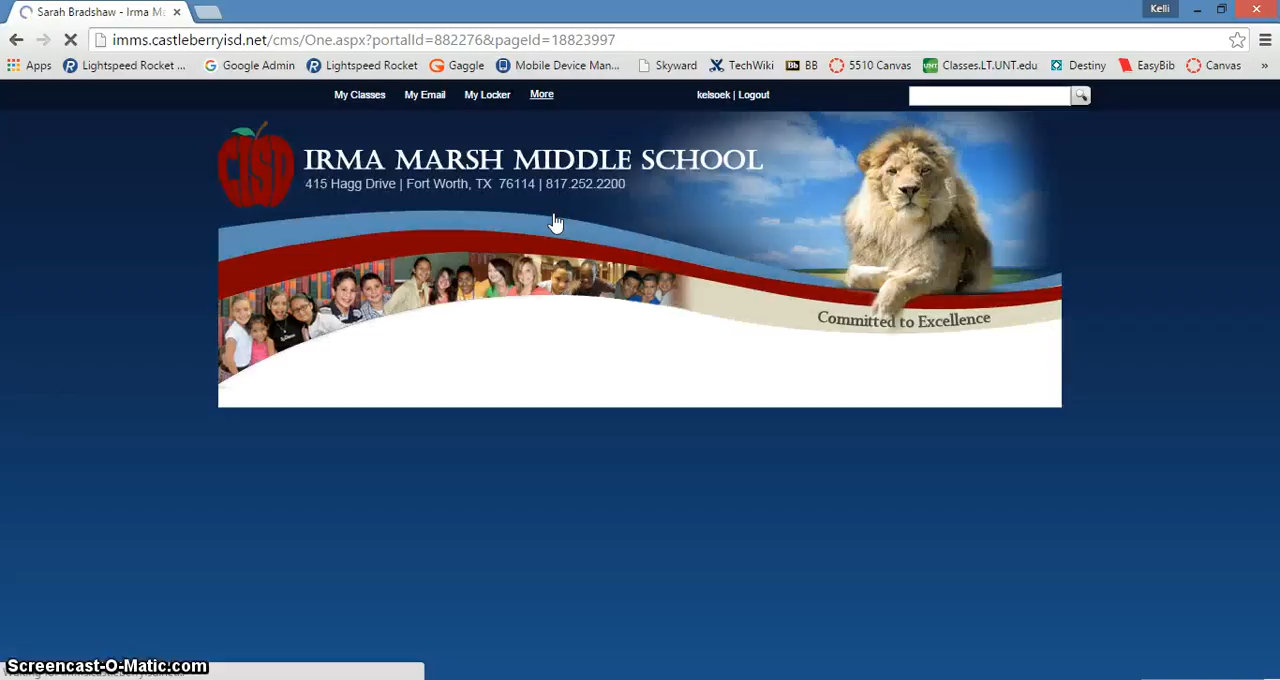 Sarah Bradshaw - Irma Ma
Kelli
imms.castleberryisd.net/cms/One.aspx?portalId=882276&pageId=18823997
Apps Lightspeed Rocket ... Google Admin Lightspeed Rocket Gaggle Mobile Device Man... Skyward TechWiki Bb BB 5510 Canvas UNT Classes.LT.UNT.edu Destiny EasyBib Canvas »
My Classes My Email My Locker More kelsoek | Logout
CISD
IRMA MARSH MIDDLE SCHOOL
415 Hagg Drive | Fort Worth, TX 76114 | 817.252.2200
Committed to Excellence
Screencast-O-Matic.com